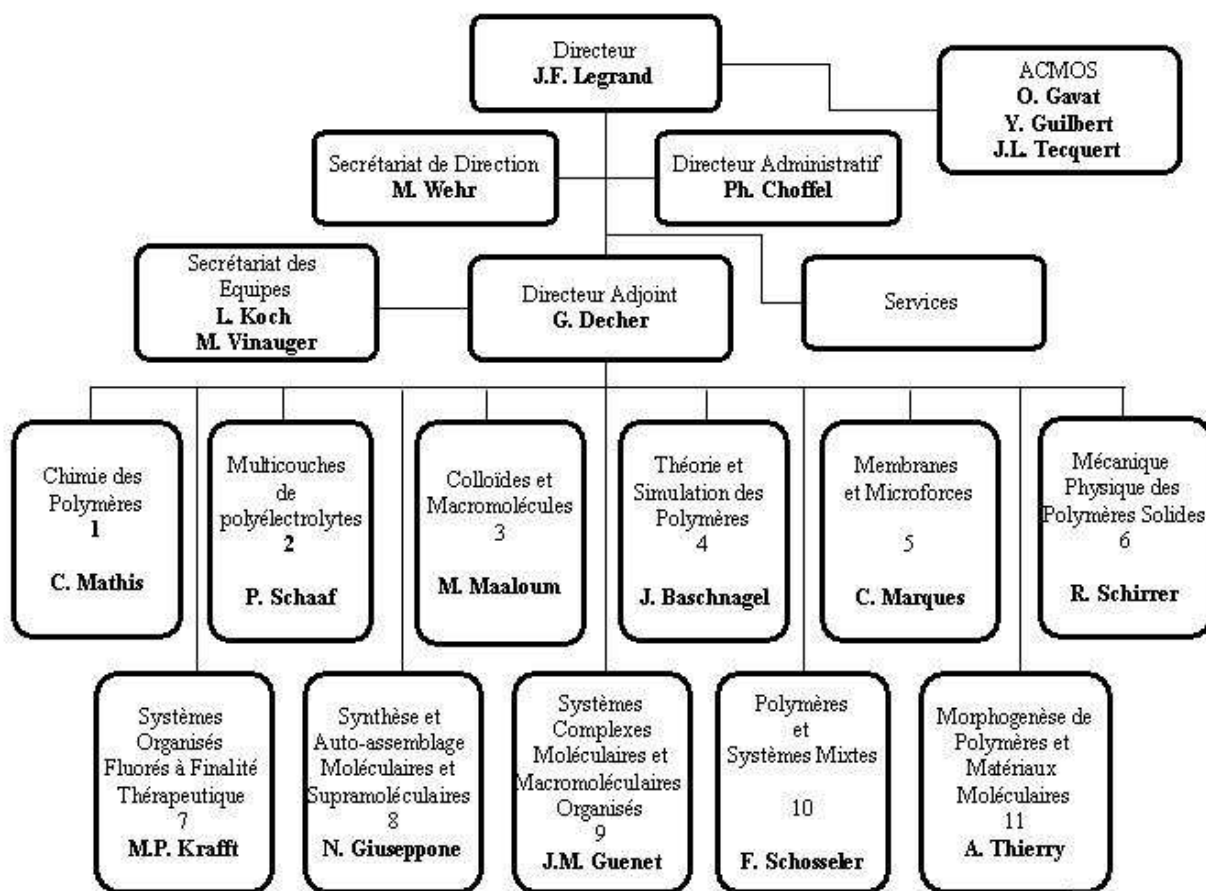 Directeur
J.F. Legrand
ACMOS
O. Gavat
Y. Guilbert
J.L. Tecquert
Secrétariat de Direction
M. Wehr
Directeur Administratif
Ph. Choffel
Secrétariat des
Equipes
L. Koch
M. Vinauger
Directeur Adjoint
G. Decher
Services
Chimie des
Polymères
1
C. Mathis
Multicouches
de
polyélectrolytes
2
P. Schaaf
Colloïdes et
Macromolécules
3
M. Maaloum
Théorie et
Simulation des
Polymères
4
J. Baschnagel
Membranes
et Microforces
5
C. Marques
Mécanique
Physique des
Polymères Solides
6
R. Schirrer
Systèmes
Organisés
Fluorés à Finalité
Thérapeutique
7
M.P. Krafft
Synthèse et
Auto-assemblage
Moléculaires et
Supramoléculaires
8
N. Giuseppone
Systèmes
Complexes
Moléculaires et
Macromoléculaires
Organisés
9
J.M. Guenet
Polymères
et
Systèmes Mixtes
10
F. Schosseler
Morphogenèse de
Polymères et
Matériaux
Moléculaires
11
A. Thierry